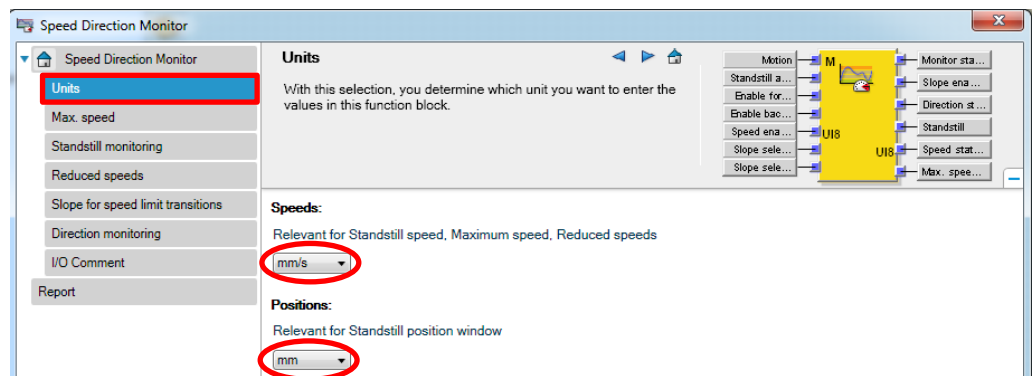 Speed Direction Monitor
Speed Direction Monitor
Units
Max. speed
Standstill monitoring
Reduced speeds
Slope for speed limit transitions
Direction monitoring
I/O Comment
Report
Units
With this selection, you determine which unit you want to enter the
values in this function block.
Motion
Standstill a...
Enable for...
Enable bac...
Speed ena...
Slope sele...
Slope sele...
M
UI8
UI8
Monitor sta...
Slope ena...
Direction st...
Standstill
Speed stat...
Max. spee...
Speeds:
Relevant for Standstill speed, Maximum speed, Reduced speeds
mm/s
Positions:
Relevant for Standstill position window
mm